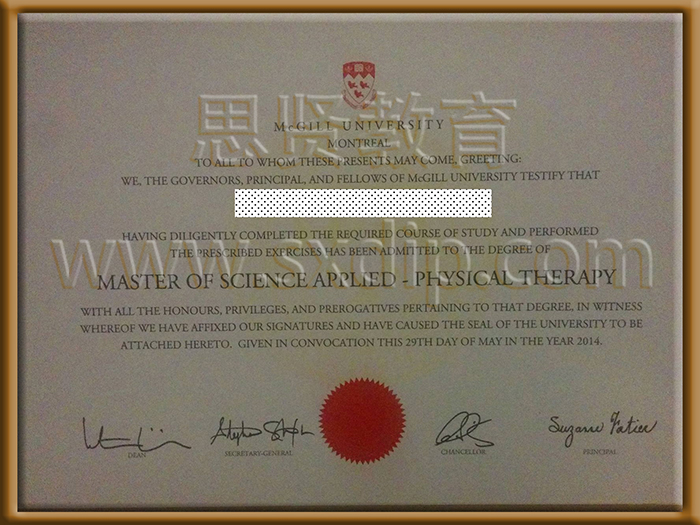 思贤教育
McGILL UNIVERSITY
MONTREAL
TO ALL TO WHOM THESE PRESENTS MAY COME, GREETING:
WE, THE GOVERNORS, PRINCIPAL, AND FELLOWS OF McGILL UNIVERSITY TESTIFY THAT
HAVING DILIGENTLY COMPLETED THE REQUIRED COURSE OF STUDY AND PERFORMED
THE PRESCRIBED EXERCISES HAS BEEN ADMITTED TO THE DEGREE OF
MASTER OF SCIENCE APPLIED - PHYSICAL THERAPY
WITH ALL THE HONOURS, PRIVILEGES, AND PREROGATIVES PERTAINING TO THAT DEGREE, IN WITNESS
WHEREOF WE HAVE AFFIXED OUR SIGNATURES AND HAVE CAUSED THE SEAL OF THE UNIVERSITY TO BE
ATTACHED HERETO. GIVEN IN CONVOCATION THIS 29TH DAY OF MAY IN THE YEAR 2014.
Suzanne Fortier
DEAN SECRETARY-GENERAL CHANCELLOR PRINCIPAL